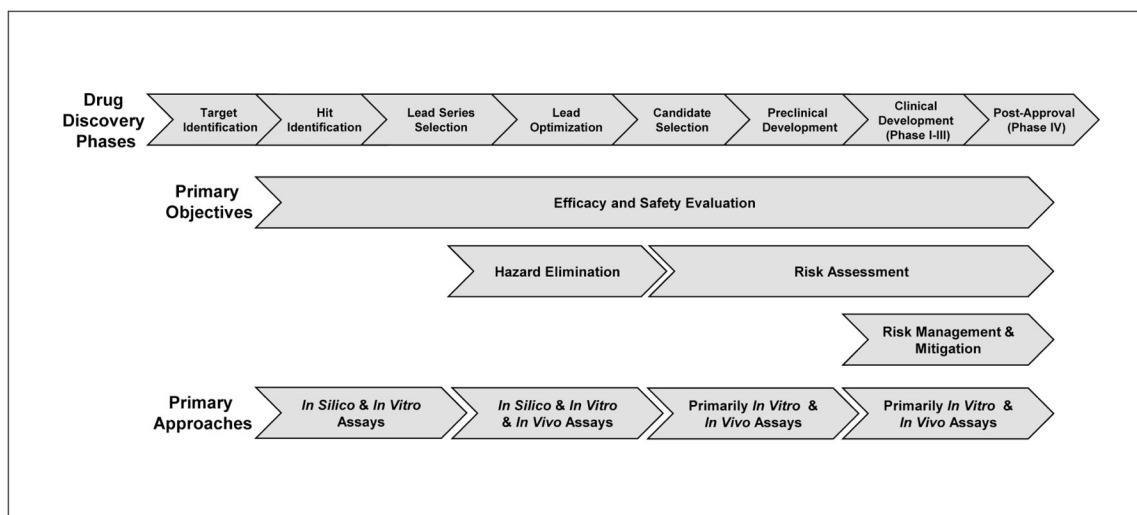 Drug
Discovery
Phases
Target
Identification
Hit
Identification
Lead Series
Selection
Lead
Optimization
Candidate
Selection
Preclinical
Development
Clinical
Development
(Phase I-III)
Post-Approval
(Phase IV)
Primary
Objectives
Efficacy and Safety Evaluation
Hazard Elimination
Risk Assessment
Risk Management &
Mitigation
Primary
Approaches
In Silico & In Vitro
Assays
In Silico & In Vitro
& In Vivo Assays
Primarily In Vitro &
In Vivo Assays
Primarily In Vitro &
In Vivo Assays